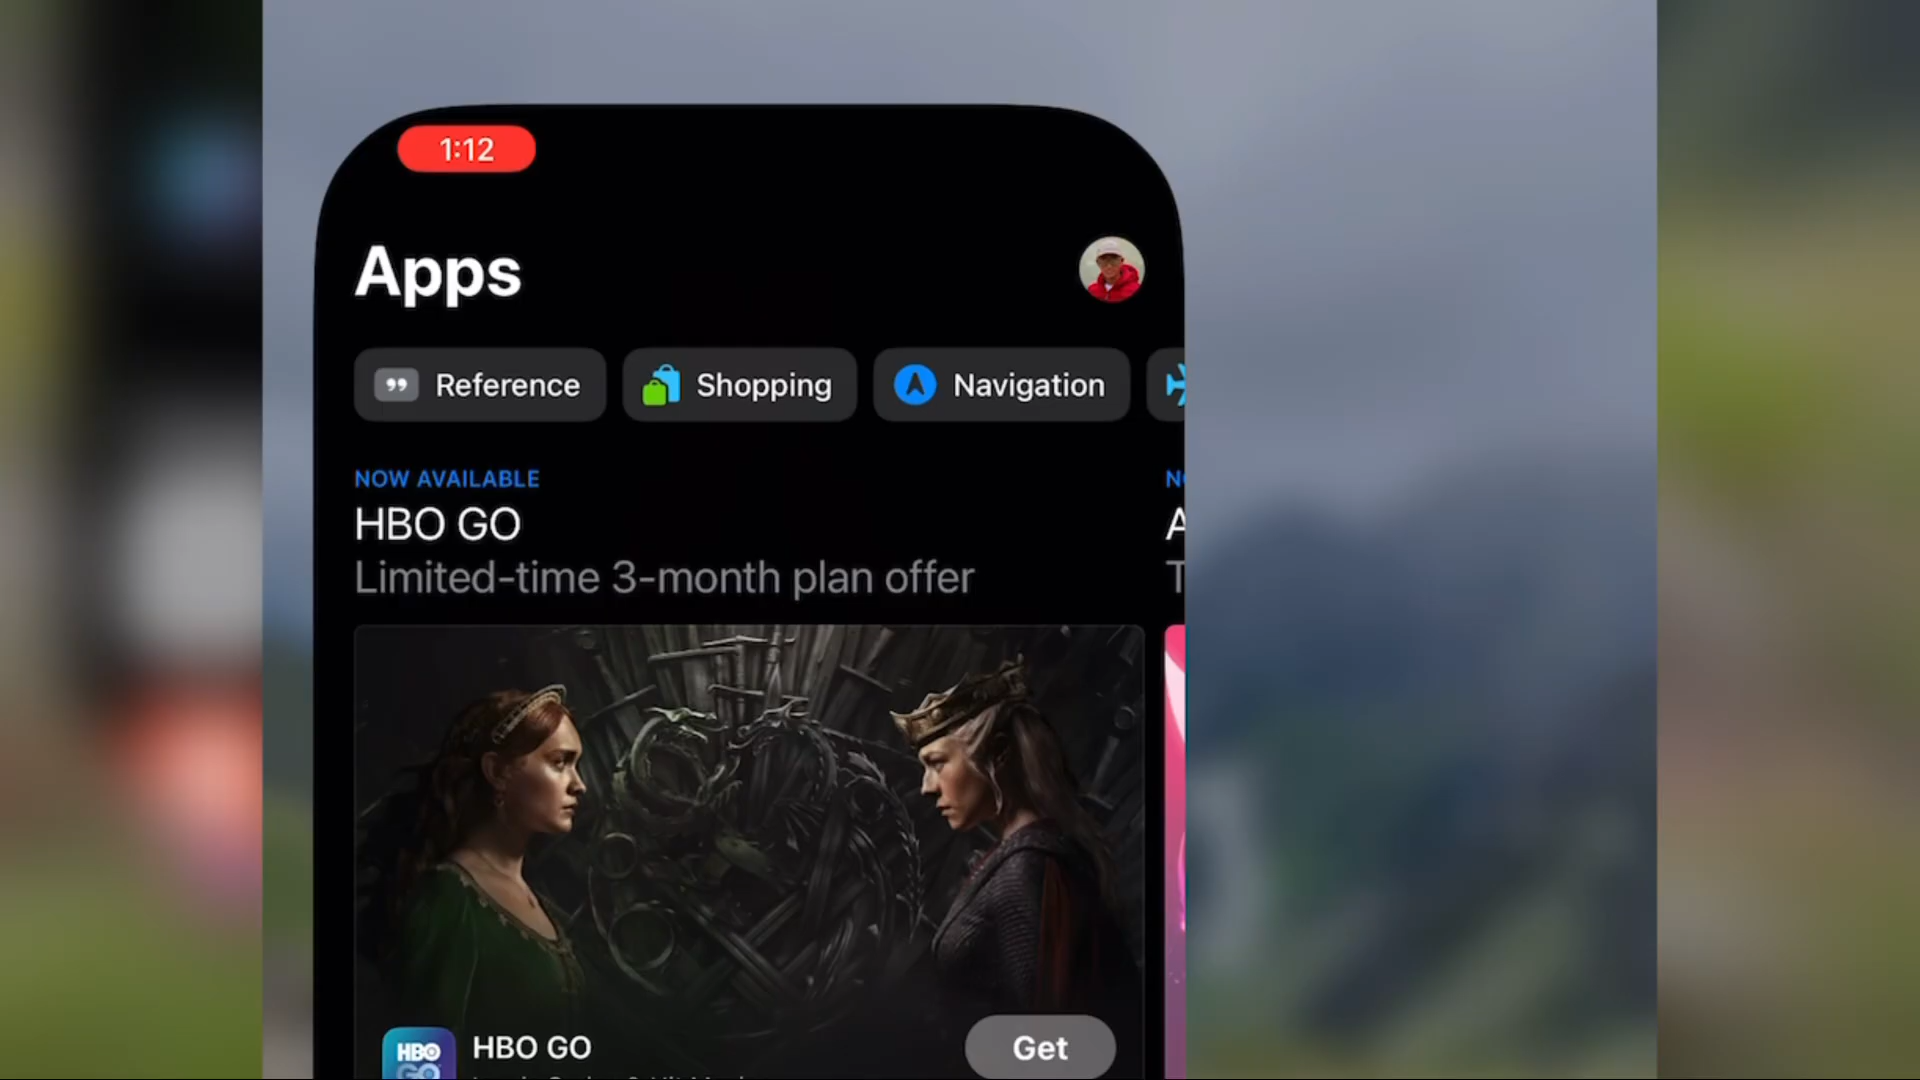 1:12
Apps
Reference
Shopping
Navigation
NOW AVAILABLE
HBO GO
Limited-time 3-month plan offer
HBO GO
Get
HBO
GO